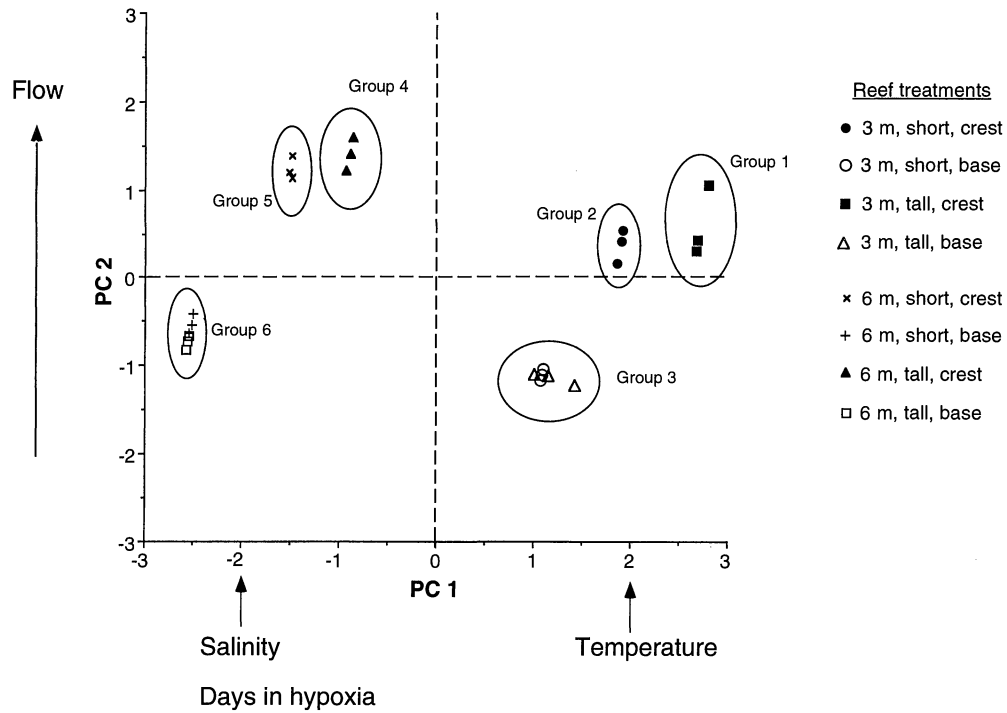 Flow
PC 2
3
2
1
0
-1
-2
-3
Group 4
Group 5
Group 1
Group 2
Group 6
Group 3
-3
-2
-1
0
1
2
3
PC 1
Salinity
Days in hypoxia
Temperature
Reef treatments
3 m, short, crest
3 m, short, base
3 m, tall, crest
3 m, tall, base
6 m, short, crest
6 m, short, base
6 m, tall, crest
6 m, tall, base